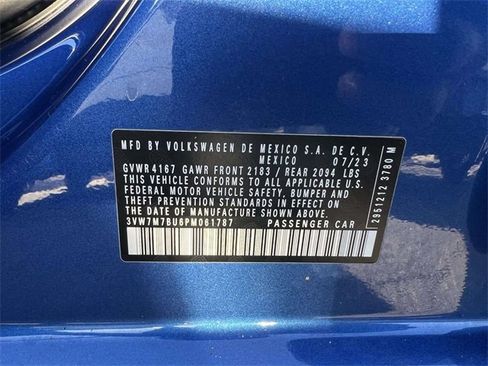 MFD BY VOLKSWAGEN DE MEXICO S.A. DE C.V.
MEXICO 07/23
GVWR 4167 GAWR FRONT 2183 / REAR 2094 LBS
THIS VEHICLE CONFORMS TO ALL APPLICABLE U.S.
FEDERAL MOTOR VEHICLE SAFETY, BUMPER AND
THEFT PREVENTION STANDARDS IN EFFECT ON THE
DATE OF MANUFACTURE SHOWN ABOVE.
3VW7M7BU6PM061787 PASSENGER CAR
29512112 3780 M